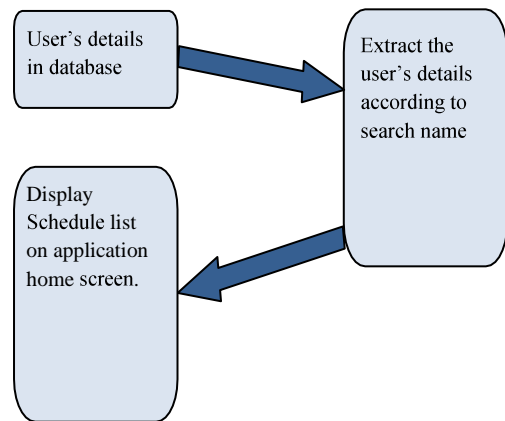 User’s details
in database
Extract the
user’s details
according to
search name
Display
Schedule list
on application
home screen.